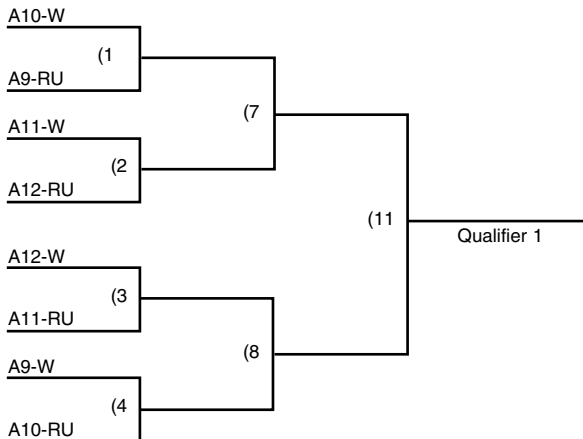 A10-W
(1
A9-RU
(7
A11-W
(2
A12-RU
(11
Qualifier 1
A12-W
(3
A11-RU
(8
A9-W
(4
A10-RU